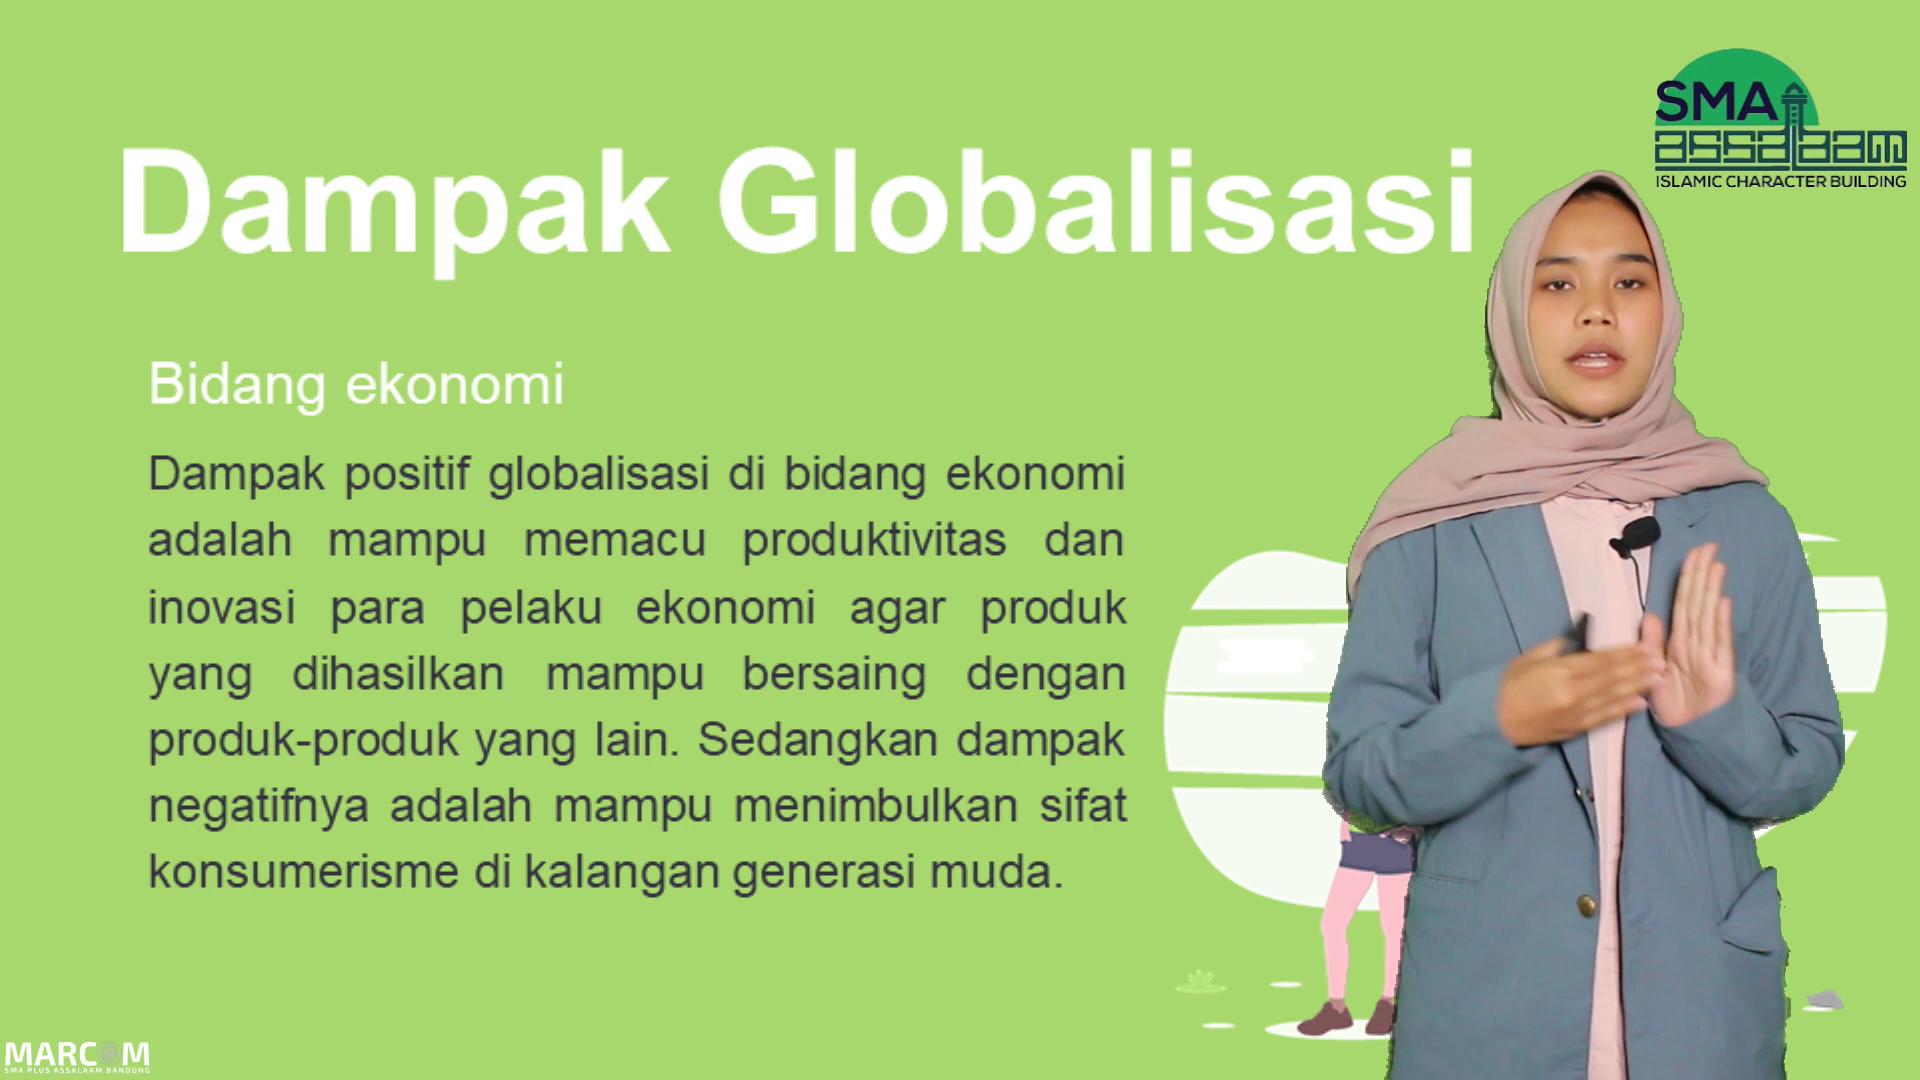 SMA
assalaam
ISLAMIC CHARACTER BUILDING
Dampak Globalisasi
Bidang ekonomi
Dampak positif globalisasi di bidang ekonomi
adalah mampu memacu produktivitas dan
inovasi para pelaku ekonomi agar produk
yang dihasilkan mampu bersaing dengan
produk-produk yang lain. Sedangkan dampak
negatifnya adalah mampu menimbulkan sifat
konsumerisme di kalangan generasi muda.
MARCOM
SMA PLUS ASSALAAM BANDUNG